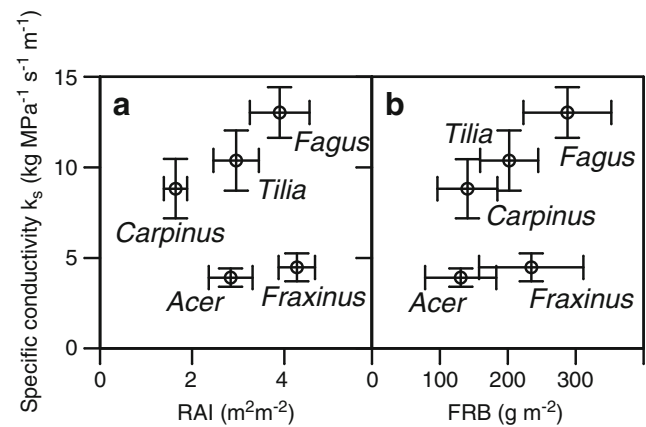 Specific conductivity kₛ (kg MPa⁻¹ s⁻¹ m⁻¹)
15
10
5
0
a
Fagus
Tilia
Carpinus
Acer
Fraxinus
0 2 4
RAI (m²m⁻²)
b
Tilia
Fagus
Carpinus
Acer
Fraxinus
0 100 200 300
FRB (g m⁻²)